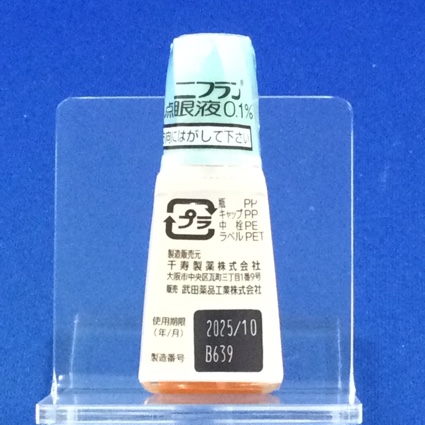 ニフラン®
点眼液0.1%
方向にはがして下さい
プラ
瓶 PP
キャップ PP
中 栓 PE
ラベル PET
製造販売元
千寿製薬株式会社
大阪市中央区瓦町三丁目1番9号
販売 武田薬品工業株式会社
使用期限
(年/月)
2025/10
製造番号
B639